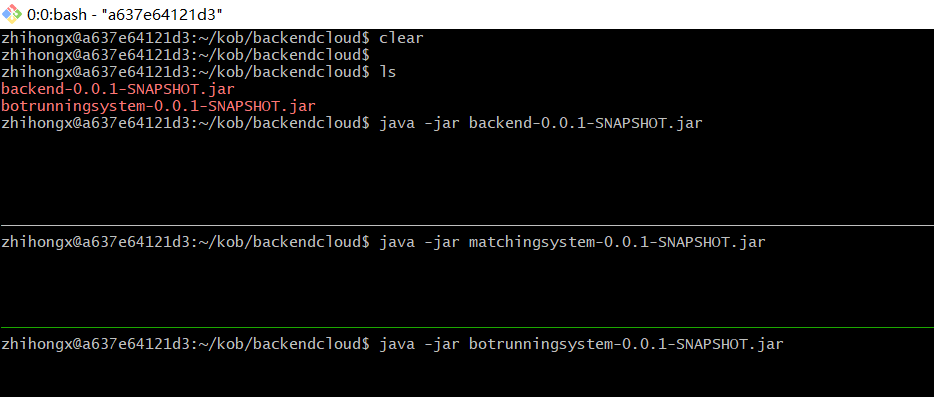 0:0:bash - "a637e64121d3"
zhihongx@a637e64121d3:~/kob/backendcloud$ clear
zhihongx@a637e64121d3:~/kob/backendcloud$
zhihongx@a637e64121d3:~/kob/backendcloud$ ls
backend-0.0.1-SNAPSHOT.jar
botrunningsystem-0.0.1-SNAPSHOT.jar
zhihongx@a637e64121d3:~/kob/backendcloud$ java -jar backend-0.0.1-SNAPSHOT.jar
zhihongx@a637e64121d3:~/kob/backendcloud$ java -jar matchingsystem-0.0.1-SNAPSHOT.jar
zhihongx@a637e64121d3:~/kob/backendcloud$ java -jar botrunningsystem-0.0.1-SNAPSHOT.jar